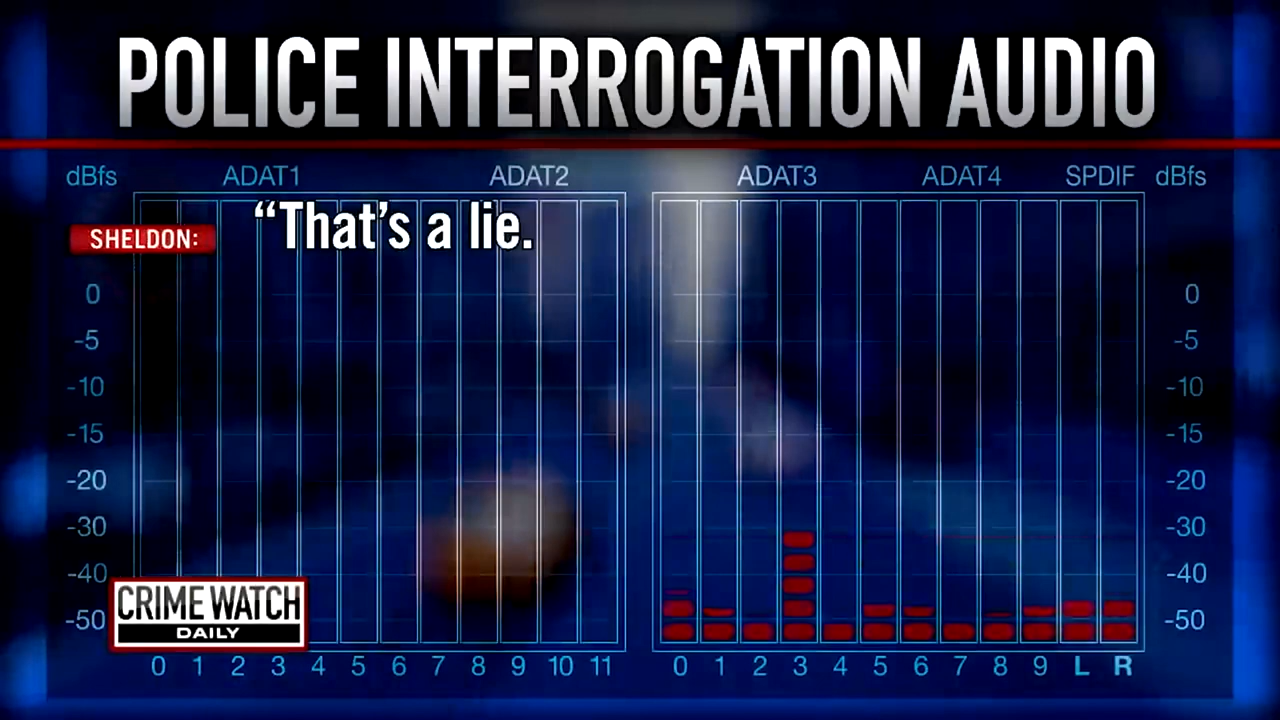 POLICE INTERROGATION AUDIO
dBfs ADAT1 ADAT2 ADAT3 ADAT4 SPDIF dBfs
SHELDON: “That’s a lie.
0 0
-5 -5
-10 -10
-15 -15
-20 -20
-30 -30
-40 -40
-50 -50
CRIME WATCH
DAILY
0 1 2 3 4 5 6 7 8 9 10 11 0 1 2 3 4 5 6 7 8 9 L R